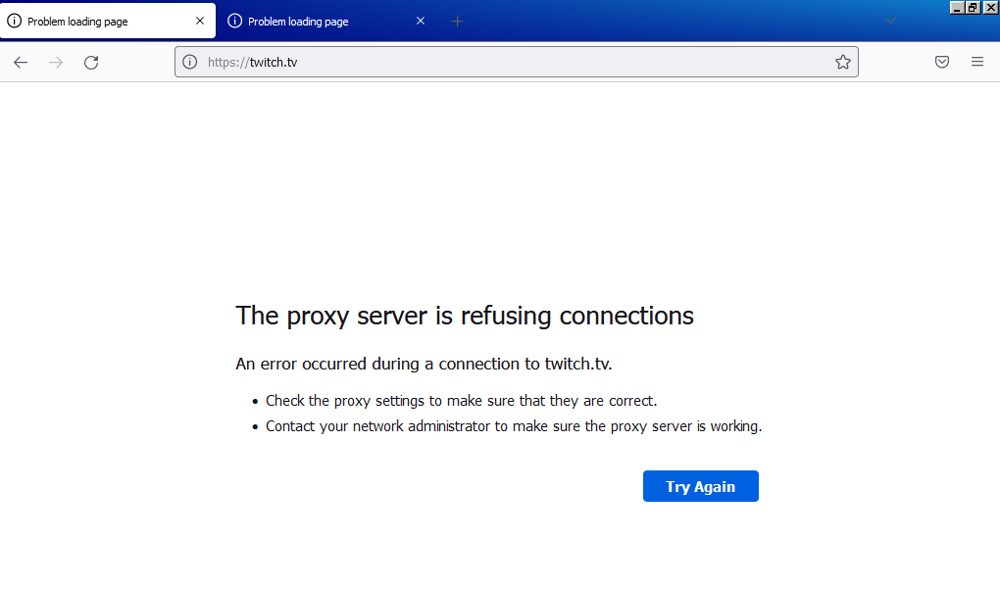 Problem loading page
Problem loading page
https://twitch.tv
The proxy server is refusing connections
An error occurred during a connection to twitch.tv.
• Check the proxy settings to make sure that they are correct.
• Contact your network administrator to make sure the proxy server is working.
Try Again